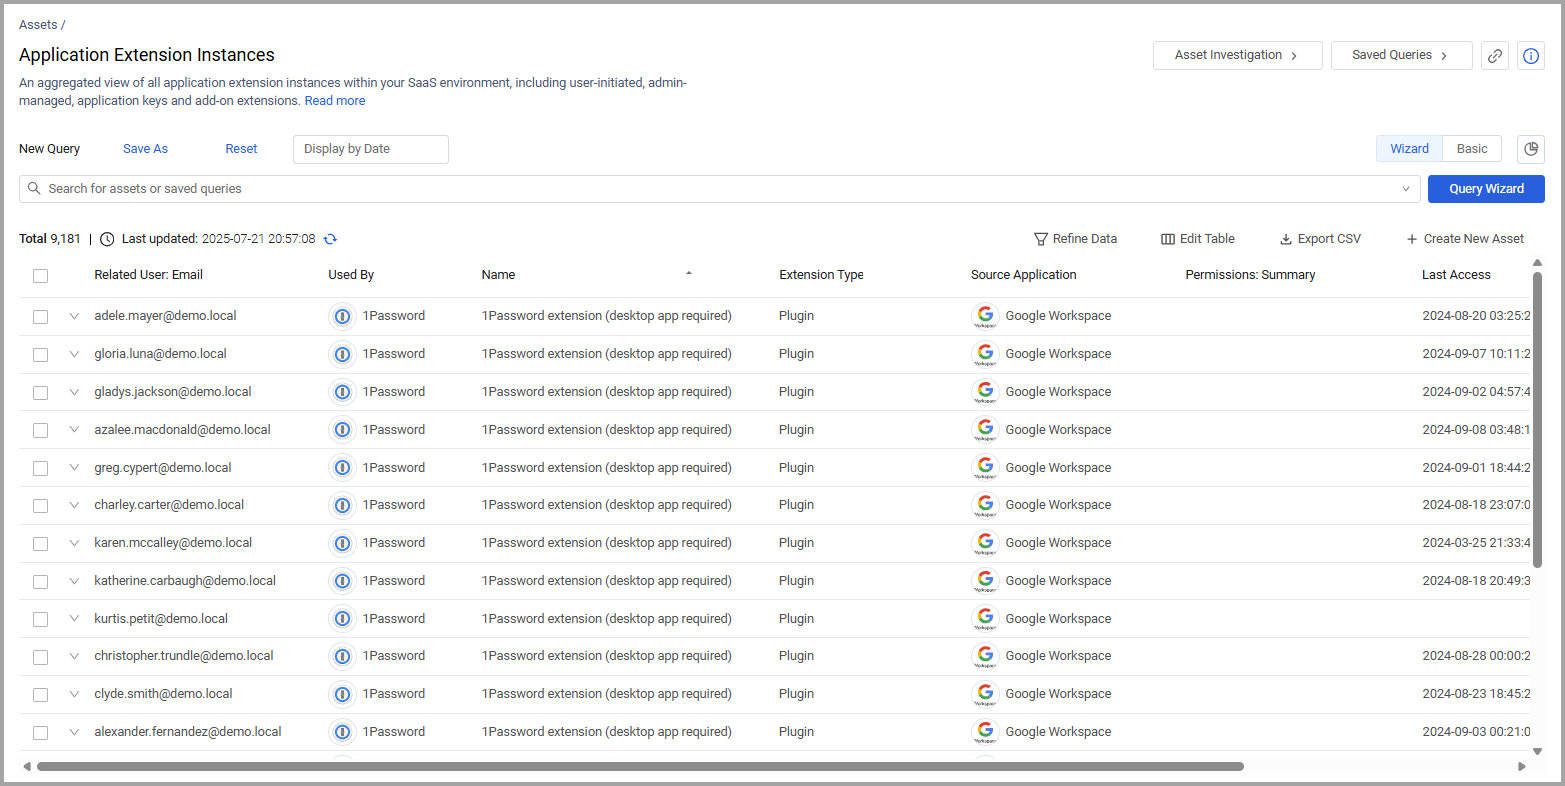 Assets /
Application Extension Instances
Asset Investigation
Saved Queries
An aggregated view of all application extension instances within your SaaS environment, including user-initiated, admin-
managed, application keys and add-on extensions. Read more
New Query Save As Reset Display by Date Wizard Basic
Search for assets or saved queries Query Wizard
Total 9,181 | Last updated: 2025-07-21 20:57:08 Refine Data Edit Table Export CSV + Create New Asset
Related User: Email Used By Name Extension Type Source Application Permissions: Summary Last Access
adele.mayer@demo.local 1Password 1Password extension (desktop app required) Plugin Google Workspace 2024-08-20 03:25:2
gloria.luna@demo.local 1Password 1Password extension (desktop app required) Plugin Google Workspace 2024-09-07 10:11:2
gladys.jackson@demo.local 1Password 1Password extension (desktop app required) Plugin Google Workspace 2024-09-02 04:57:4
azalee.macdonald@demo.local 1Password 1Password extension (desktop app required) Plugin Google Workspace 2024-09-08 03:48:1
greg.cypert@demo.local 1Password 1Password extension (desktop app required) Plugin Google Workspace 2024-09-01 18:44:2
charley.carter@demo.local 1Password 1Password extension (desktop app required) Plugin Google Workspace 2024-08-18 23:07:0
karen.mccalley@demo.local 1Password 1Password extension (desktop app required) Plugin Google Workspace 2024-03-25 21:33:4
katherine.carbaugh@demo.local 1Password 1Password extension (desktop app required) Plugin Google Workspace 2024-08-18 20:49:3
kurtis.petit@demo.local 1Password 1Password extension (desktop app required) Plugin Google Workspace
christopher.trundle@demo.local 1Password 1Password extension (desktop app required) Plugin Google Workspace 2024-08-28 00:00:2
clyde.smith@demo.local 1Password 1Password extension (desktop app required) Plugin Google Workspace 2024-08-23 18:45:2
alexander.fernandez@demo.local 1Password 1Password extension (desktop app required) Plugin Google Workspace 2024-09-03 00:21:0